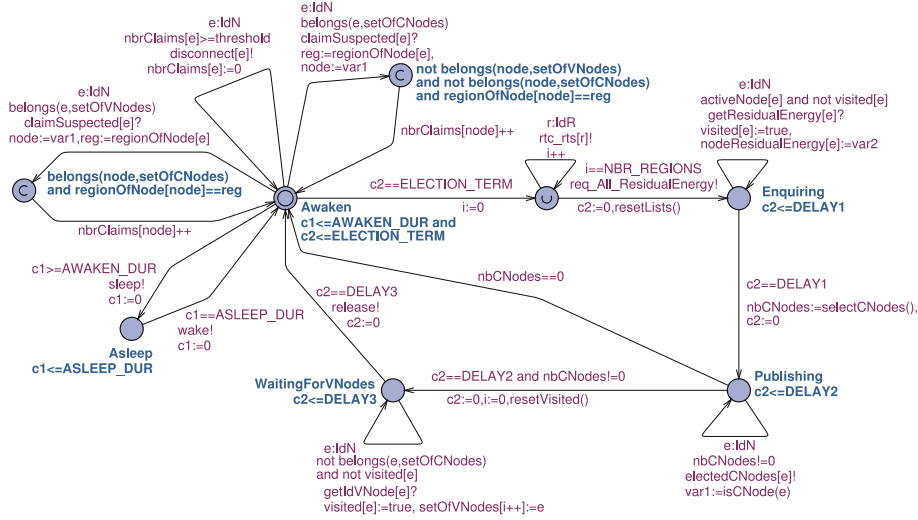 e:IdN
nbrClaims[e]>=threshold
disconnect[e]!
nbrClaims[e]:=0
e:IdN
belongs(e,setOfCNodes)
claimSuspected[e]?
reg:=regionOfNode[e],
node:=var1
C
not belongs(node,setOfVNodes)
and not belongs(node,setOfCNodes)
and regionOfNode[node]==reg
nbrClaims[node]++
e:IdN
belongs(e,setOfVNodes)
claimSuspected[e]?
node:=var1,reg:=regionOfNode[e]
C
belongs(node,setOfCNodes)
and regionOfNode[node]==reg
nbrClaims[node]++
r:IdR
rtc_rts[r]!
i++
c2==ELECTION_TERM
i:=0
U
i==NBR_REGIONS
req_All_ResidualEnergy!
c2:=0,resetLists()
e:IdN
activeNode[e] and not visited[e]
getResidualEnergy[e]?
visited[e]:=true,
nodeResidualEnergy[e]:=var2
Enquiring
c2<=DELAY1
Awaken
c1<=AWAKEN_DUR and
c2<=ELECTION_TERM
c1>=AWAKEN_DUR
sleep!
c1:=0
c1==ASLEEP_DUR
wake!
c1:=0
Asleep
c1<=ASLEEP_DUR
c2==DELAY3
release!
c2:=0
nbCNodes==0
c2==DELAY1
nbCNodes:=selectCNodes(),
c2:=0
WaitingForVNodes
c2<=DELAY3
c2==DELAY2 and nbCNodes!=0
c2:=0,i:=0,resetVisited()
Publishing
c2<=DELAY2
e:IdN
not belongs(e,setOfCNodes)
and not visited[e]
getIdVNode[e]?
visited[e]:=true, setOfVNodes[i++]:=e
e:IdN
nbCNodes!=0
electedCNodes[e]!
var1:=isCNode(e)